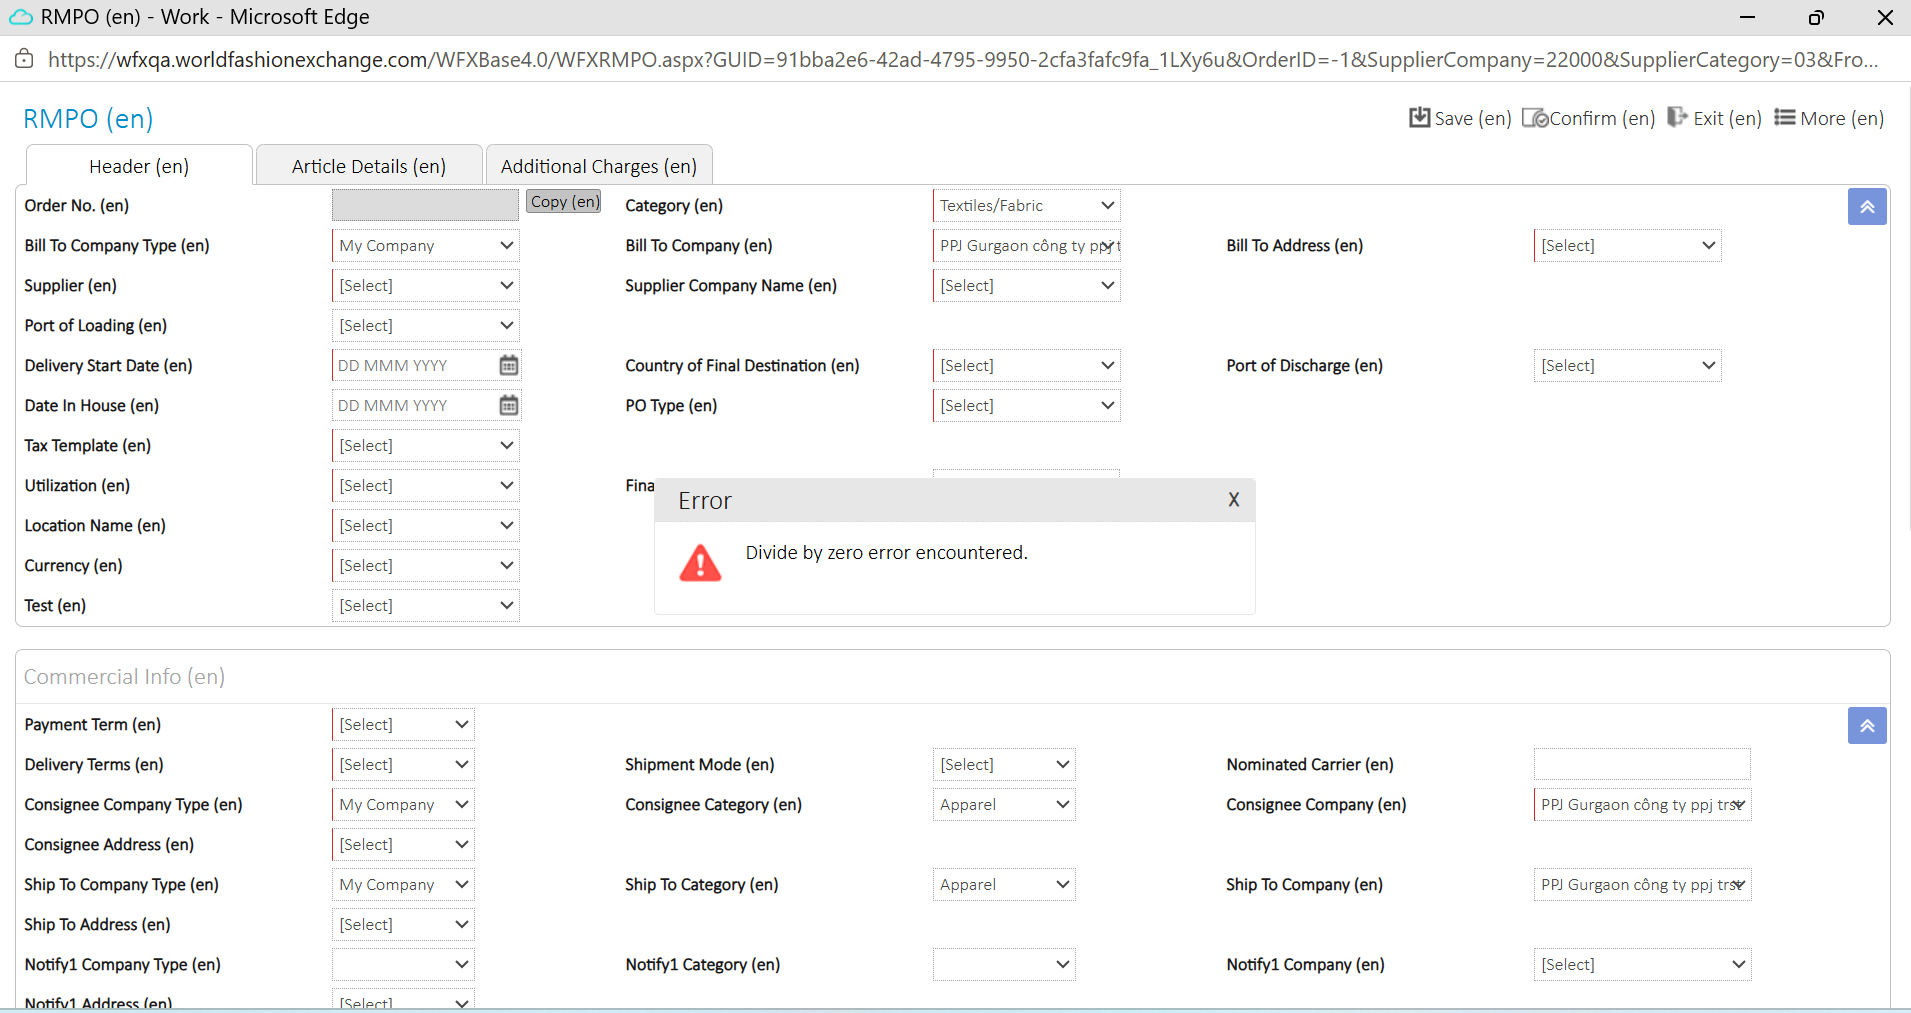 RMPO (en) - Work - Microsoft Edge
https://wfxqa.worldfashionexchange.com/WFXBase4.0/WFXRMPO.aspx?GUID=91bba2e6-42ad-4795-9950-2cfa3fafc9fa_1LXy6u&OrderID=-1&SupplierCompany=22000&SupplierCategory=03&Fro...
RMPO (en) Save (en) Confirm (en) Exit (en) More (en)
Header (en) Article Details (en) Additional Charges (en)
Order No. (en) Copy (en) Category (en) Textiles/Fabric
Bill To Company Type (en) My Company Bill To Company (en) PPJ Gurgaon công ty ppj t Bill To Address (en) [Select]
Supplier (en) [Select] Supplier Company Name (en) [Select]
Port of Loading (en) [Select]
Delivery Start Date (en) DD MMM YYYY Country of Final Destination (en) [Select] Port of Discharge (en) [Select]
Date In House (en) DD MMM YYYY PO Type (en) [Select]
Tax Template (en) [Select]
Utilization (en) [Select] Fina
Error X
Divide by zero error encountered.
Location Name (en) [Select]
Currency (en) [Select]
Test (en) [Select]
Commercial Info (en)
Payment Term (en) [Select]
Delivery Terms (en) [Select] Shipment Mode (en) [Select] Nominated Carrier (en)
Consignee Company Type (en) My Company Consignee Category (en) Apparel Consignee Company (en) PPJ Gurgaon công ty ppj trst
Consignee Address (en) [Select]
Ship To Company Type (en) My Company Ship To Category (en) Apparel Ship To Company (en) PPJ Gurgaon công ty ppj trst
Ship To Address (en) [Select]
Notify1 Company Type (en) Notify1 Category (en) Notify1 Company (en) [Select]
Notify1 Address (en) [Select]